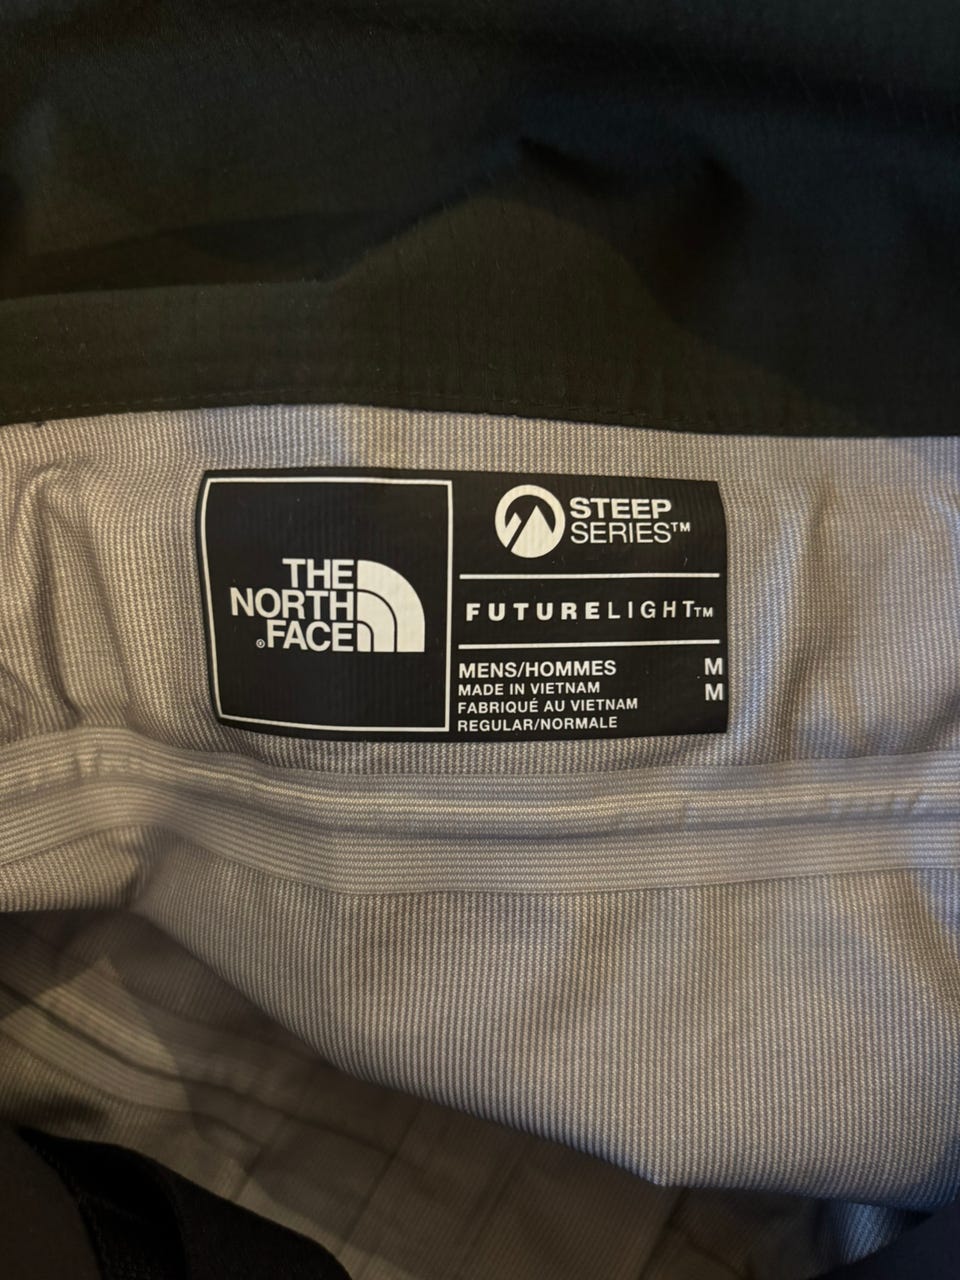 THE
NORTH
®FACE
STEEP
SERIES™
FUTURELIGHT™
MENS/HOMMES M
MADE IN VIETNAM M
FABRIQUÉ AU VIETNAM
REGULAR/NORMALE